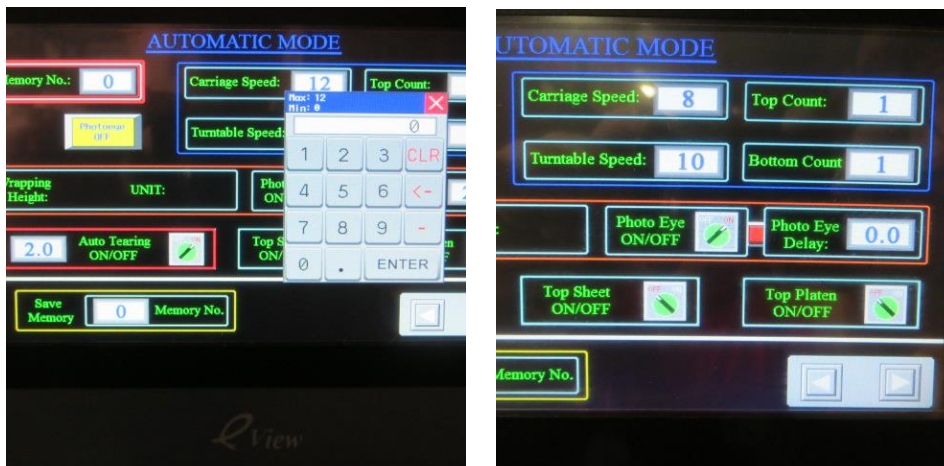 AUTOMATIC MODE
Memory No.: 0
Carriage Speed: 12
Top Count:
Photoeye
OFF
Turntable Speed:
Max: 12
Min: 0
0
1 2 3 CLR
4 5 6 <-
7 8 9 -
0 . ENTER
Wrapping
Height:
UNIT:
2.0
Auto Tearing
ON/OFF
Save
Memory
0
Memory No.
eView
UTOMATIC MODE
Carriage Speed: 8
Top Count: 1
Turntable Speed: 10
Bottom Count 1
Photo Eye
ON/OFF
ON
Photo Eye
Delay:
0.0
Top Sheet
ON/OFF
OFF
Top Platen
ON/OFF
OFF
Memory No.